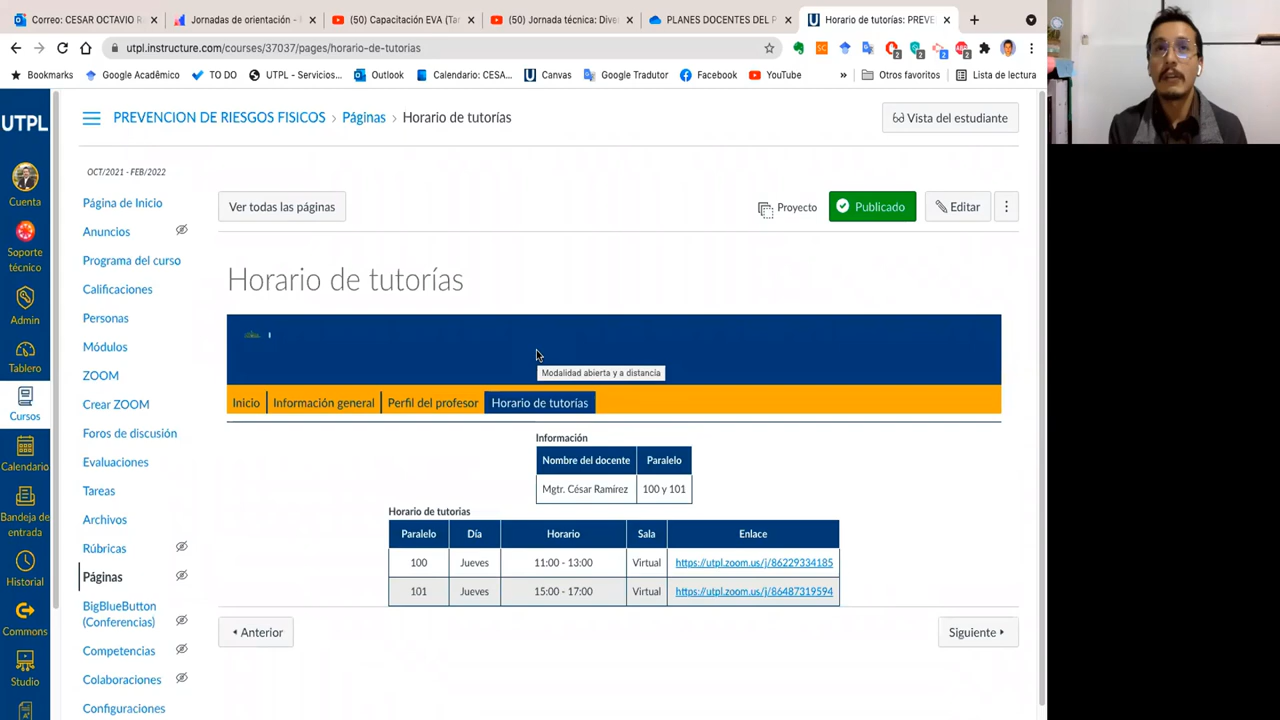 Correo: CESAR OCTAVIO R
Jornadas de orientación -
(50) Capacitación EVA (Tar
(50) Jornada técnica: Diver
PLANES DOCENTES DEL P
Horario de tutorías: PREVE
utpl.instructure.com/courses/37037/pages/horario-de-tutorias
Bookmarks
Google Acadêmico
TO DO
UTPL - Servicios...
Outlook
Calendario: CESA...
Canvas
Google Tradutor
Facebook
YouTube
»
Otros favoritos
Lista de lectura
UTPL
Cuenta
Soporte
técnico
Admin
Tablero
Cursos
Calendario
Bandeja de
entrada
Historial
Commons
Studio
PREVENCION DE RIESGOS FISICOS › Páginas › Horario de tutorías
Vista del estudiante
OCT/2021 - FEB/2022
Página de Inicio
Anuncios
Programa del curso
Calificaciones
Personas
Módulos
ZOOM
Crear ZOOM
Foros de discusión
Evaluaciones
Tareas
Archivos
Rúbricas
Páginas
BigBlueButton
(Conferencias)
Competencias
Colaboraciones
Configuraciones
Ver todas las páginas
Proyecto
Publicado
Editar
Horario de tutorías
Modalidad abierta y a distancia
Inicio
Información general
Perfil del profesor
Horario de tutorías
Información
Nombre del docente Paralelo
Mgtr. César Ramírez 100 y 101
Horario de tutorias
Paralelo Día Horario Sala Enlace
100 Jueves 11:00 - 13:00 Virtual https://utpl.zoom.us/j/86229334185
101 Jueves 15:00 - 17:00 Virtual https://utpl.zoom.us/j/86487319594
Anterior
Siguiente